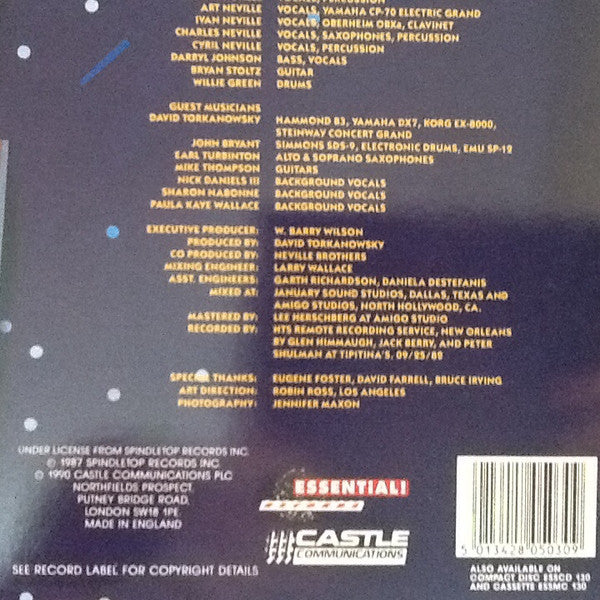 VOCALS, PERCUSSION
ART NEVILLE VOCALS, YAMAHA CP-70 ELECTRIC GRAND
IVAN NEVILLE VOCALS, OBERHEIM OBXa, CLAVINET
CHARLES NEVILLE VOCALS, SAXOPHONES, PERCUSSION
CYRIL NEVILLE VOCALS, PERCUSSION
DARRYL JOHNSON BASS, VOCALS
BRYAN STOLTZ GUITAR
WILLIE GREEN DRUMS
GUEST MUSICIANS
DAVID TORKANOWSKY HAMMOND B3, YAMAHA DX7, KORG EX-8000,
STEINWAY CONCERT GRAND
JOHN BRYANT SIMMONS SDS-9, ELECTRONIC DRUMS, EMU SP-12
EARL TURBINTON ALTO & SOPRANO SAXOPHONES
MIKE THOMPSON GUITARS
NICK DANIELS III BACKGROUND VOCALS
SHARON NABONNE BACKGROUND VOCALS
PAULA KAYE WALLACE BACKGROUND VOCALS
EXECUTIVE PRODUCER: W. BARRY WILSON
PRODUCED BY: DAVID TORKANOWSKY
CO PRODUCED BY: NEVILLE BROTHERS
MIXING ENGINEER: LARRY WALLACE
ASST. ENGINEERS: GARTH RICHARDSON, DANIELA DESTEFANIS
MIXED AT: JANUARY SOUND STUDIOS, DALLAS, TEXAS AND
AMIGO STUDIOS, NORTH HOLLYWOOD, CA.
MASTERED BY: LEE HERSCHBERG AT AMIGO STUDIO
RECORDED BY: HTS REMOTE RECORDING SERVICE, NEW ORLEANS
BY GLEN HIMMAUGH, JACK BERRY, AND PETER
SHULMAN AT TIPITINA'S, 09/25/82
SPECIAL THANKS: EUGENE FOSTER, DAVID FARRELL, BRUCE IRVING
ART DIRECTION: ROBIN ROSS, LOS ANGELES
PHOTOGRAPHY: JENNIFER MAXON
UNDER LICENSE FROM SPINDLETOP RECORDS INC.
℗ 1987 SPINDLETOP RECORDS INC
© 1990 CASTLE COMMUNICATIONS PLC
NORTHFIELDS PROSPECT,
PUTNEY BRIDGE ROAD,
LONDON SW18 1PE.
MADE IN ENGLAND
SEE RECORD LABEL FOR COPYRIGHT DETAILS
ESSENTIAL!
RECORDS
CASTLE
COMMUNICATIONS
5 013428 050309
ALSO AVAILABLE ON
COMPACT DISC ESSCD 130
AND CASSETTE ESSMC 130